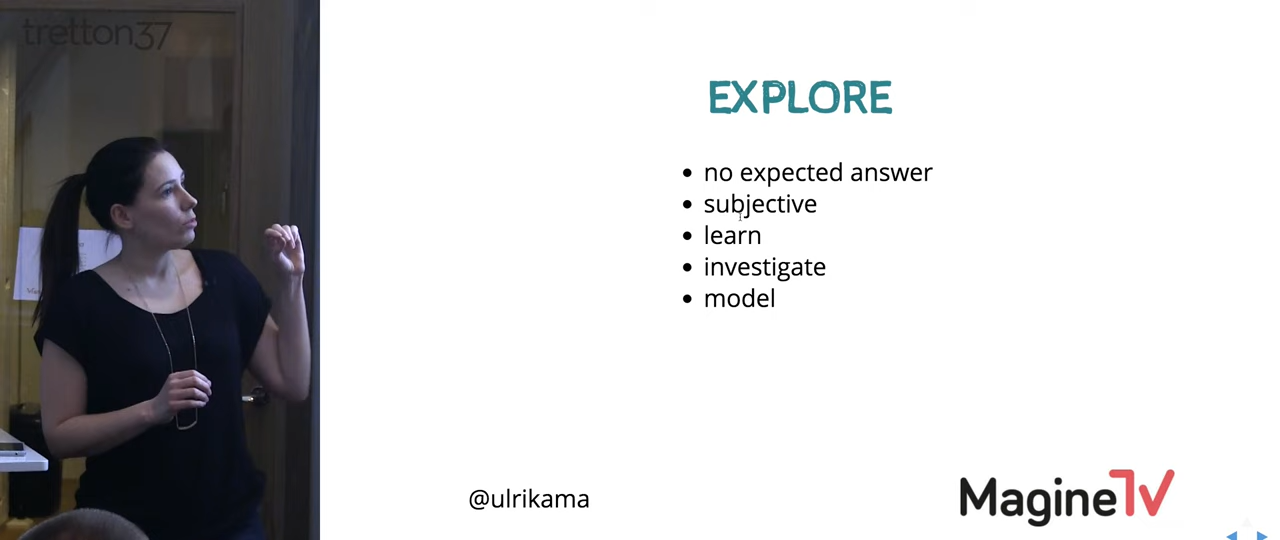 tretton37
EXPLORE
no expected answer
subjective
learn
investigate
model
@ulrikama
MagineTV